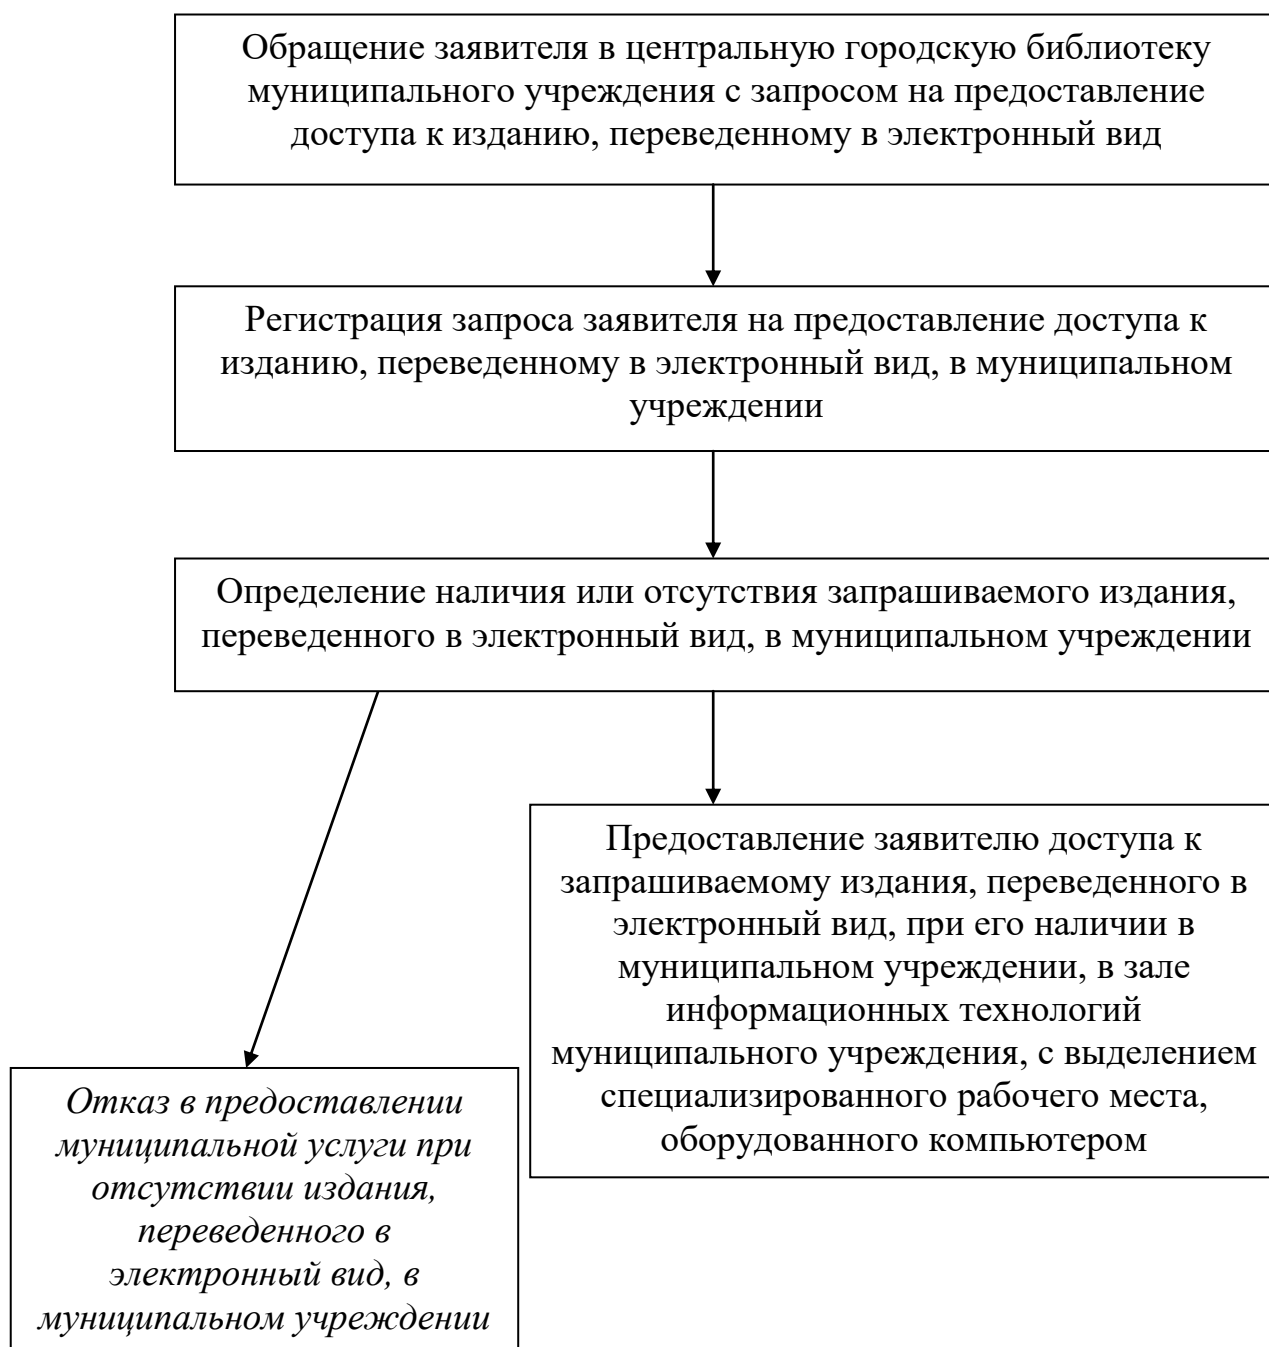 Обращение заявителя в центральную городскую библиотеку
муниципального учреждения с запросом на предоставление
доступа к изданию, переведенному в электронный вид
Регистрация запроса заявителя на предоставление доступа к
изданию, переведенному в электронный вид, в муниципальном
учреждении
Определение наличия или отсутствия запрашиваемого издания,
переведенного в электронный вид, в муниципальном учреждении
Предоставление заявителю доступа к
запрашиваемому издания, переведенного в
электронный вид, при его наличии в
муниципальном учреждении, в зале
информационных технологий
муниципального учреждения, с выделением
специализированного рабочего места,
оборудованного компьютером
Отказ в предоставлении
муниципальной услуги при
отсутствии издания,
переведенного в
электронный вид, в
муниципальном учреждении